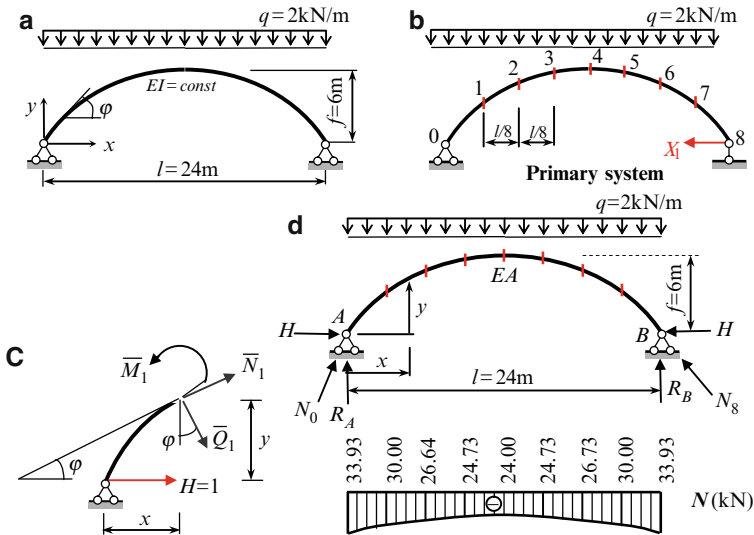 a
q = 2kN/m
EI = const
y
φ
x
f = 6m
l = 24m
b
q = 2kN/m
0
1
2
3
4
5
6
7
8
l/8
l/8
X1
Primary system
C
M̅1
N̅1
Q̅1
φ
φ
y
H = 1
x
d
q = 2kN/m
EA
f = 6m
A
B
y
H
H
x
l = 24m
N0
RA
RB
N8
33.93
30.00
26.64
24.73
24.00
24.73
26.73
30.00
33.93
−
N (kN)